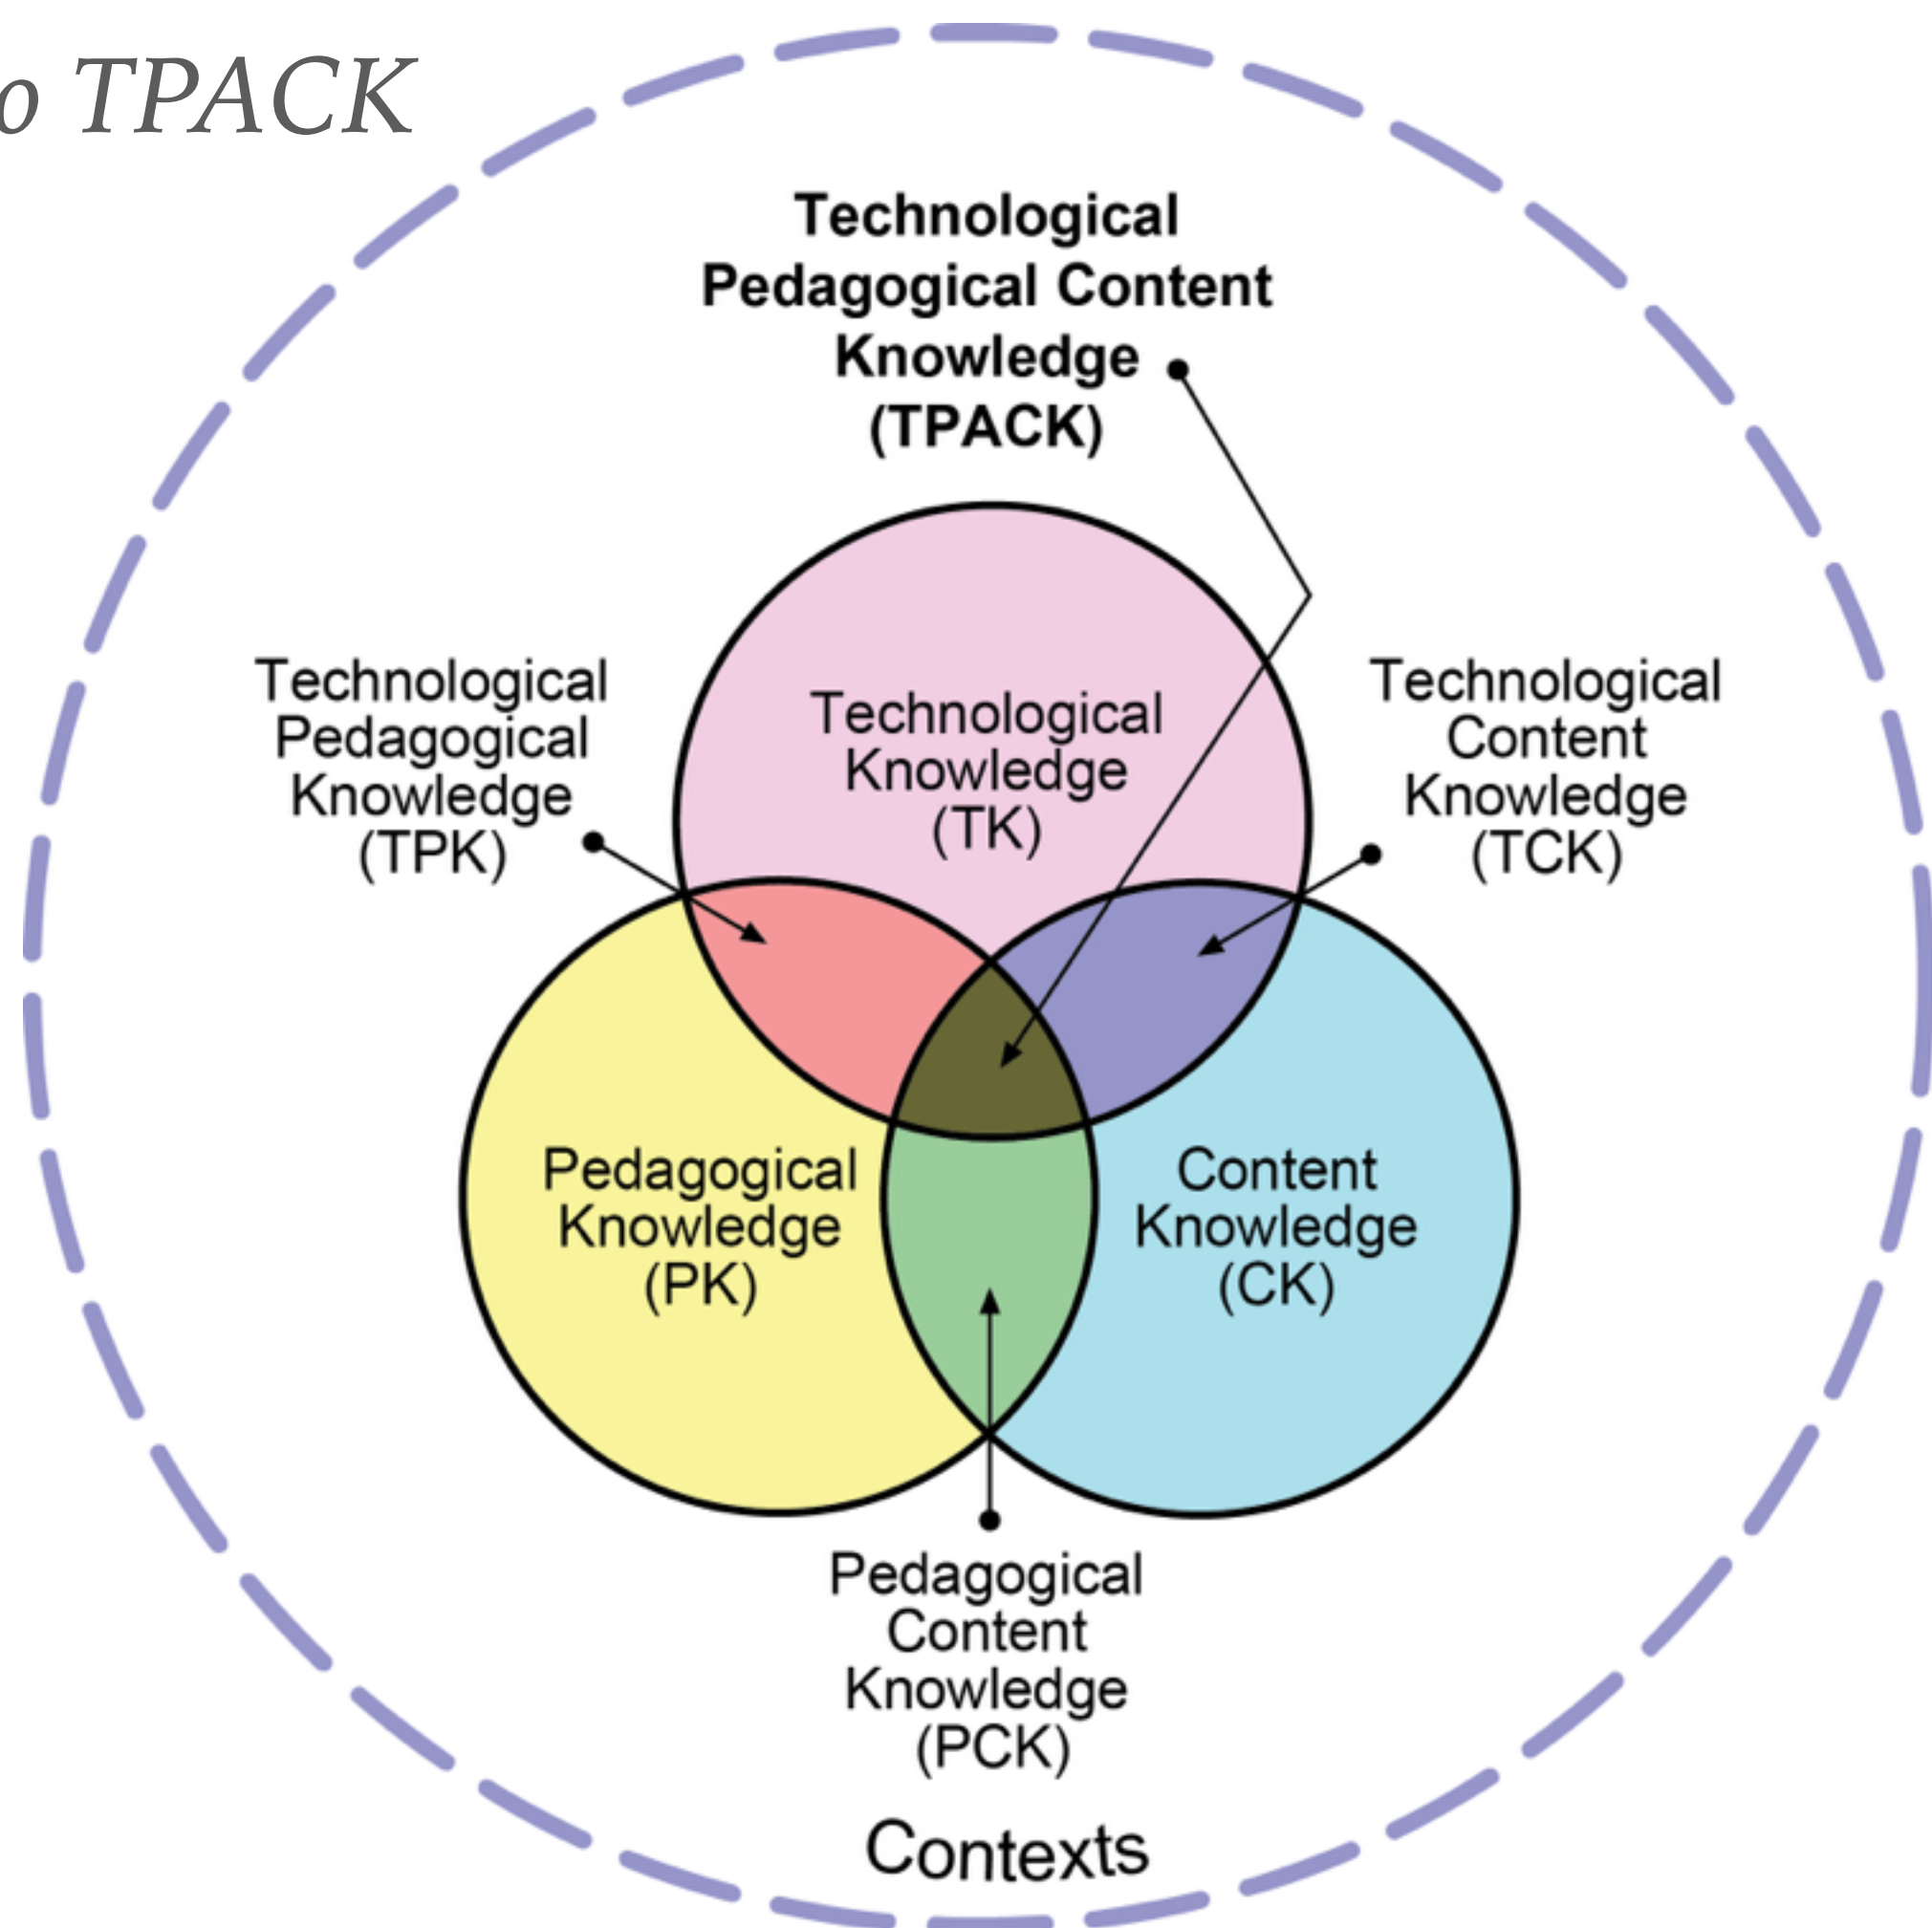 o TPACK
Technological
Pedagogical Content
Knowledge
(TPACK)
Technological
Pedagogical
Knowledge
(TPK)
Technological
Knowledge
(TK)
Technological
Content
Knowledge
(TCK)
Pedagogical
Knowledge
(PK)
Content
Knowledge
(CK)
Pedagogical
Content
Knowledge
(PCK)
Contexts